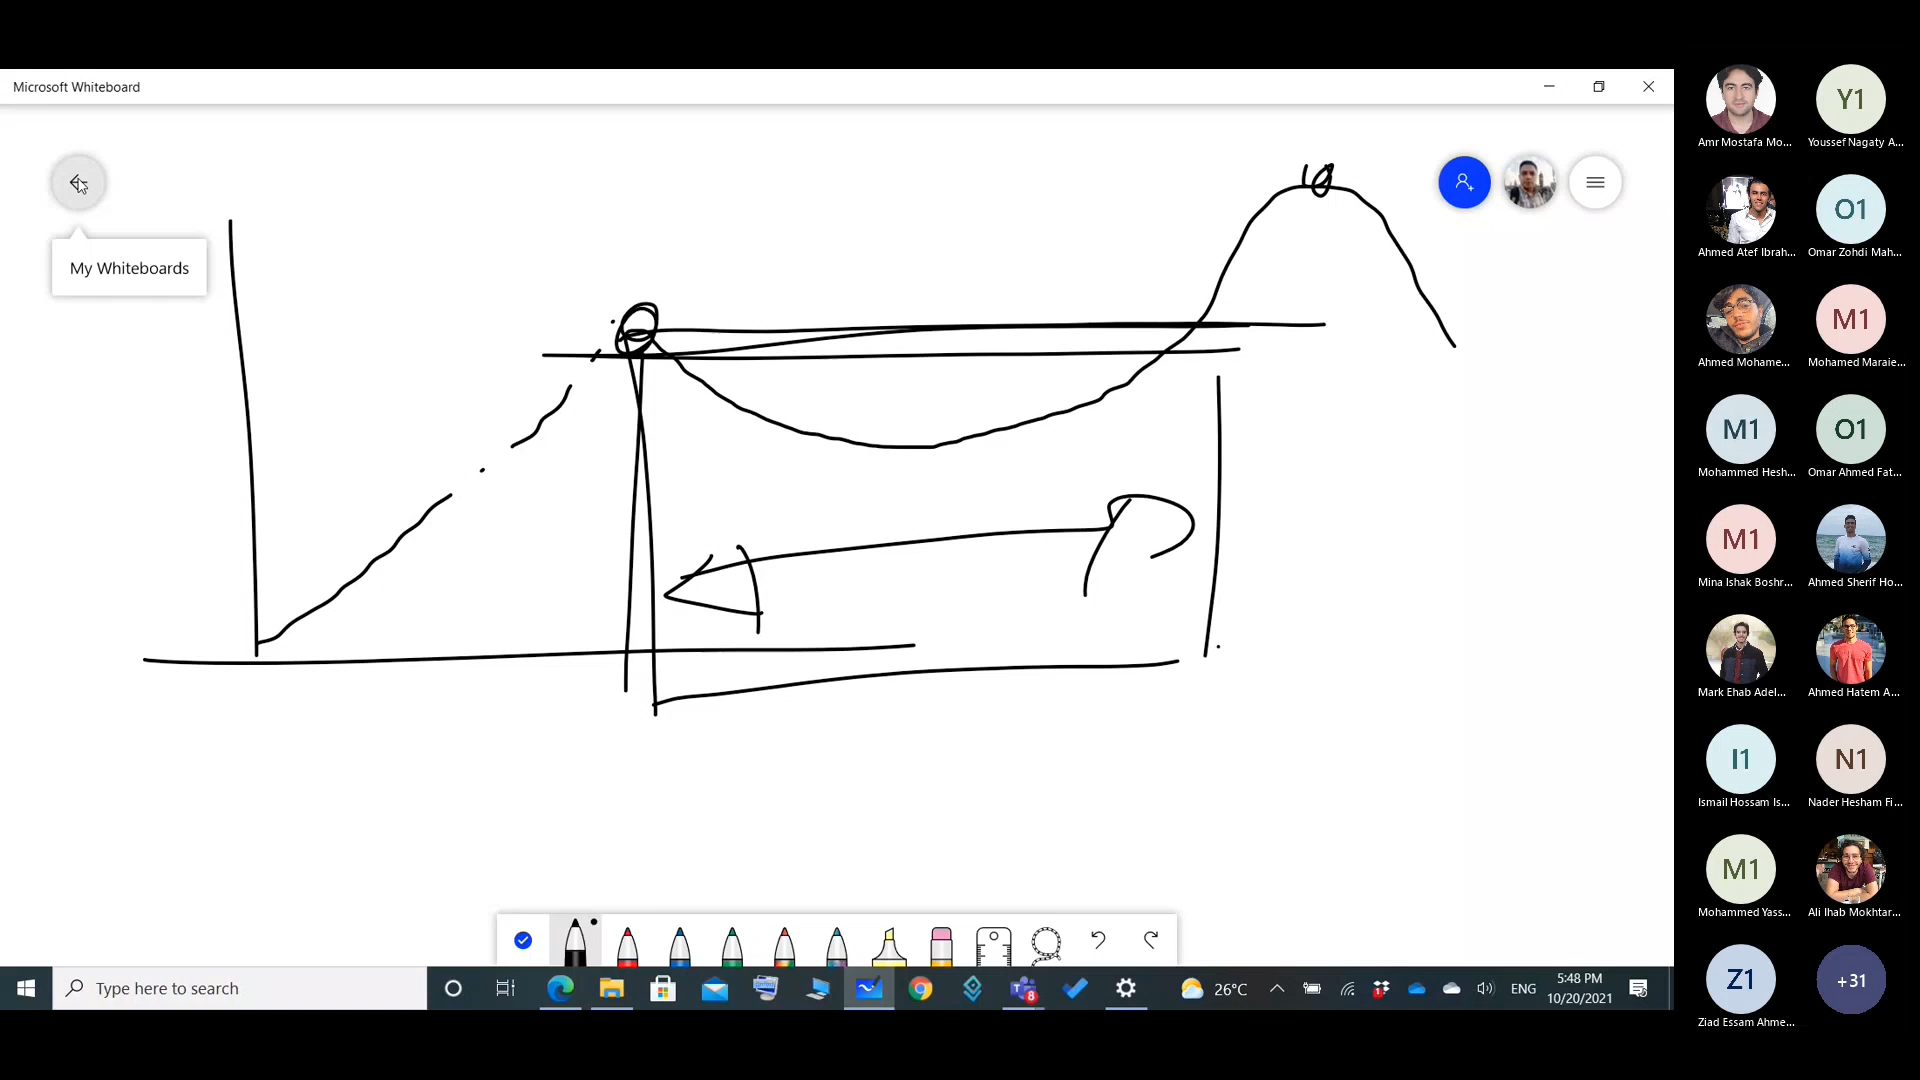 Microsoft Whiteboard
My Whiteboards
Amr Mostafa Mo...
Youssef Nagaty A...
Y1
Ahmed Atef Ibrah...
Omar Zohdi Mah...
O1
Ahmed Mohame...
Mohamed Maraie...
M1
Mohammed Hesh...
M1
Omar Ahmed Fat...
O1
Mina Ishak Boshr...
M1
Ahmed Sherif Ho...
Mark Ehab Adel...
Ahmed Hatem A...
Ismail Hossam Is...
I1
Nader Hesham Fi...
N1
Mohammed Yass...
M1
Ali Ihab Mokhtar...
Ziad Essam Ahme...
Z1
+31
Type here to search
8
1
26°C
ENG
5:48 PM
10/20/2021